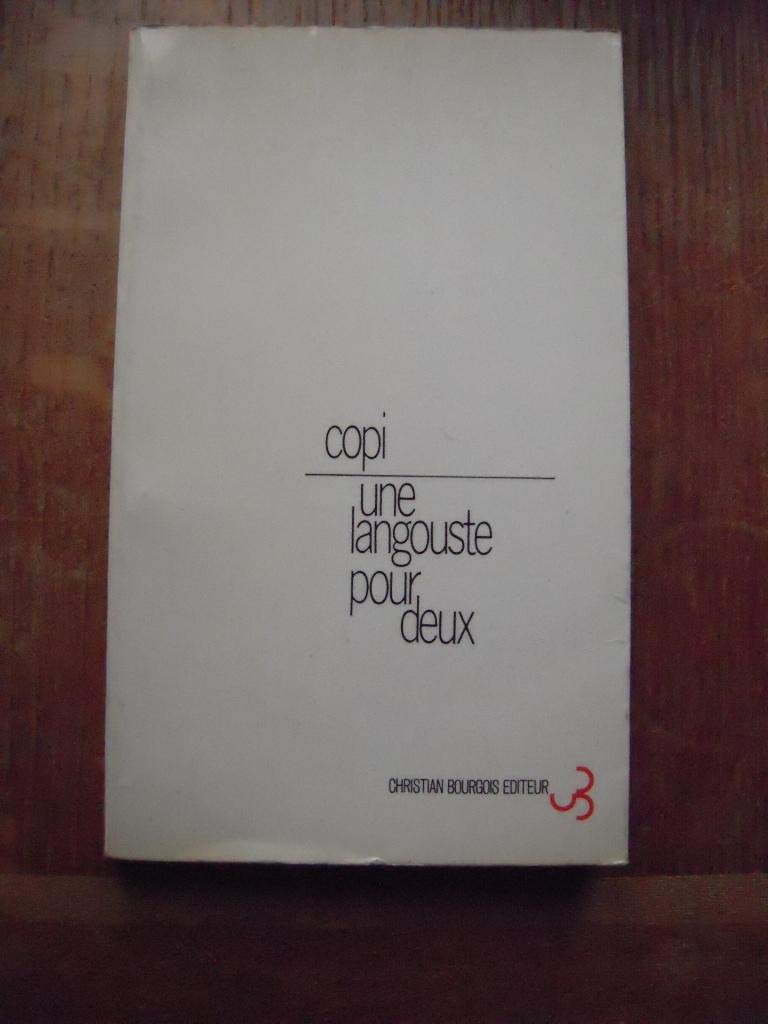 copi
une
langouste
pour
deux
CHRISTIAN BOURGOIS EDITEUR